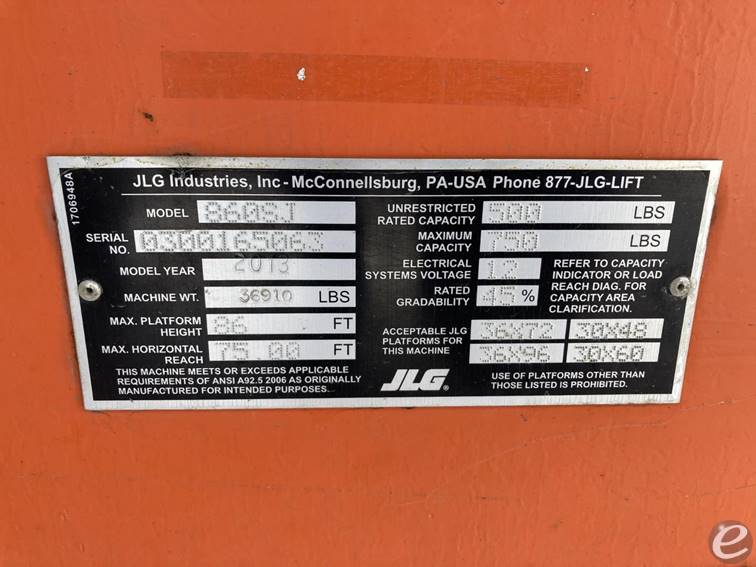 1706948A
JLG Industries, Inc - McConnellsburg, PA-USA Phone 877-JLG-LIFT
MODEL 860SJ
SERIAL NO. 0300165063
MODEL YEAR 2013
MACHINE WT. 36910 LBS
MAX. PLATFORM HEIGHT 86 FT
MAX. HORIZONTAL REACH 75.00 FT
THIS MACHINE MEETS OR EXCEEDS APPLICABLE
REQUIREMENTS OF ANSI A92.5 2006 AS ORIGINALLY
MANUFACTURED FOR INTENDED PURPOSES.
UNRESTRICTED RATED CAPACITY 500 LBS
MAXIMUM CAPACITY 750 LBS
ELECTRICAL SYSTEMS VOLTAGE 12
RATED GRADABILITY 45 %
REFER TO CAPACITY
INDICATOR OR LOAD
REACH DIAG. FOR
CAPACITY AREA
CLARIFICATION.
ACCEPTABLE JLG
PLATFORMS FOR
THIS MACHINE
36X72 30X48
36X96 30X60
JLG®
USE OF PLATFORMS OTHER THAN
THOSE LISTED IS PROHIBITED.
e